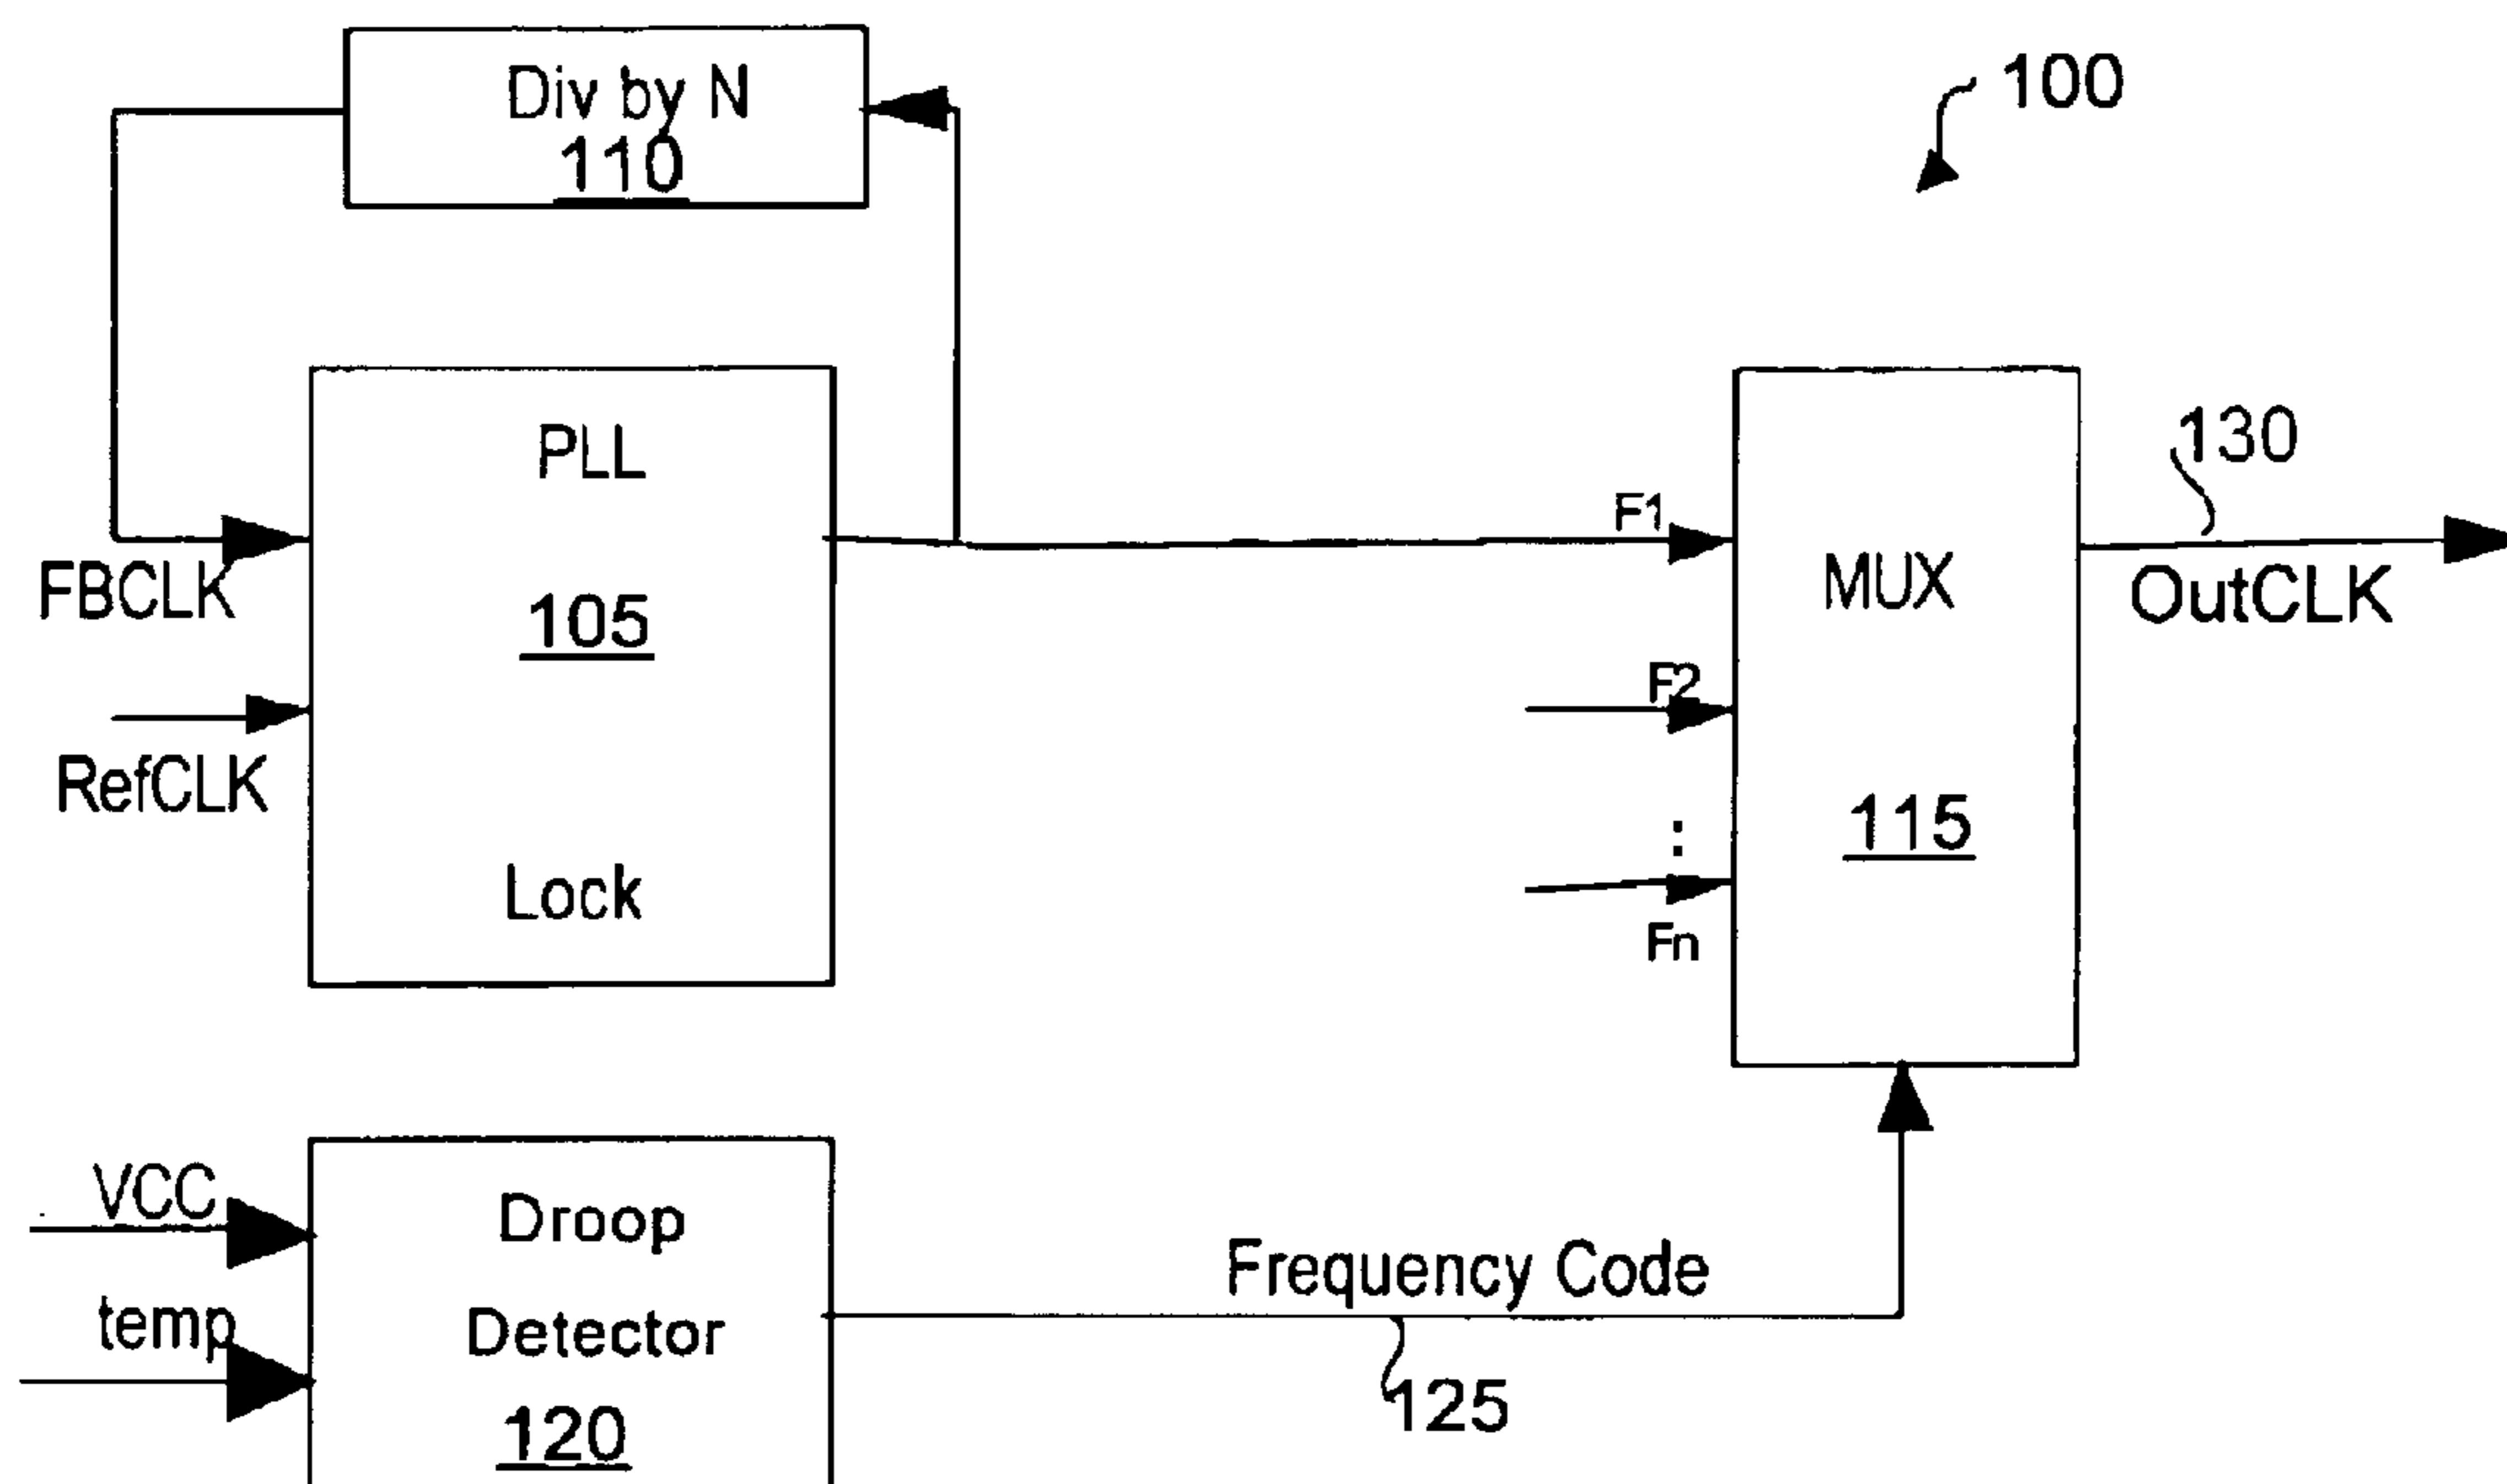 Div by N
110
100
PLL
105
Lock
FBCLK
RefCLK
F1
F2
:
Fn
MUX
115
130
OutCLK
VCC
temp
Droop
Detector
120
Frequency Code
125